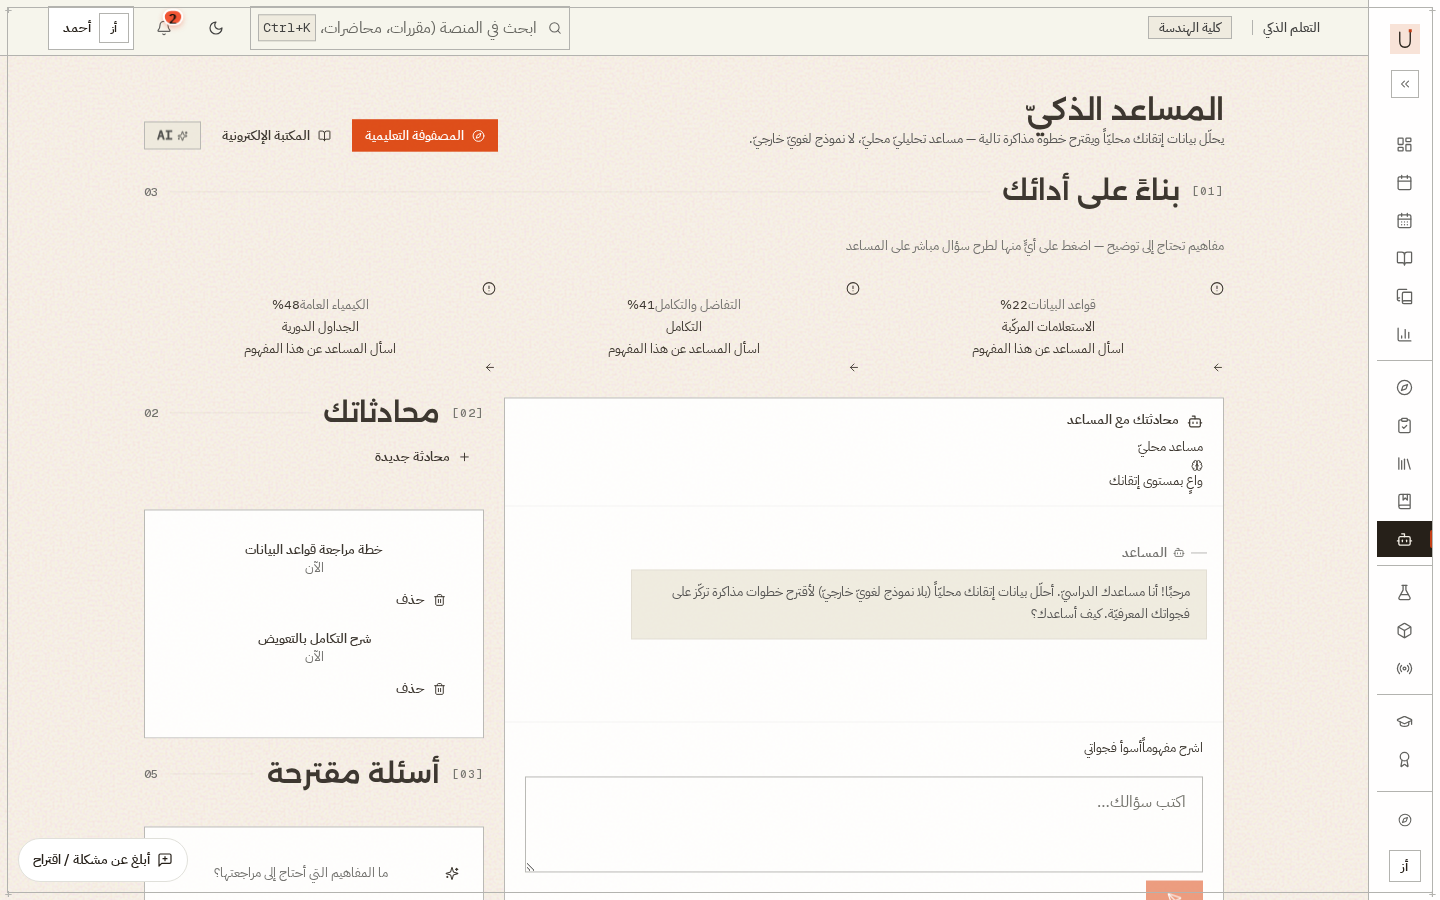 التعلم الذكي
كلية الهندسة
ابحث في المنصة (مقررات، محاضرات،
Ctrl+K
2
أز
أحمد
المساعد الذكيّ
يحلّل بيانات إتقانك محليّاً ويقترح خطوة مذاكرة تالية — مساعد تحليليّ محليّ، لا نموذج لغويّ خارجيّ.
المصفوفة التعليمية
المكتبة الإلكترونية
AI
[01]
بناءً على أدائك
03
مفاهيم تحتاج إلى توضيح — اضغط على أيٍّ منها لطرح سؤال مباشر على المساعد
قواعد البيانات22%
الاستعلامات المركّبة
اسأل المساعد عن هذا المفهوم
التفاضل والتكامل41%
التكامل
اسأل المساعد عن هذا المفهوم
الكيمياء العامة48%
الجداول الدورية
اسأل المساعد عن هذا المفهوم
محادثتك مع المساعد
مساعد محليّ
واعٍ بمستوى إتقانك
المساعد
مرحبًا! أنا مساعدك الدراسيّ. أحلّل بيانات إتقانك محليّاً (بلا نموذج لغويّ خارجيّ) لأقترح خطوات مذاكرة تركّز على
فجواتك المعرفيّة. كيف أساعدك؟
اشرح مفهوماًأسوأ فجواتي
اكتب سؤالك...
[02]
محادثاتك
02
محادثة جديدة
خطة مراجعة قواعد البيانات
الآن
حذف
شرح التكامل بالتعويض
الآن
حذف
[03]
أسئلة مقترحة
05
ما المفاهيم التي أحتاج إلى مراجعتها؟
أبلغ عن مشكلة / اقتراح
أز